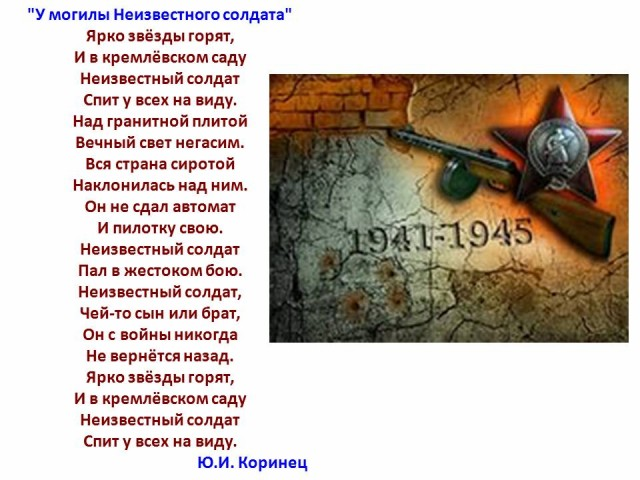 "У могилы Неизвестного солдата"
Ярко звёзды горят,
И в кремлёвском саду
Неизвестный солдат
Спит у всех на виду.
Над гранитной плитой
Вечный свет негасим.
Вся страна сиротой
Наклонилась над ним.
Он не сдал автомат
И пилотку свою.
Неизвестный солдат
Пал в жестоком бою.
Неизвестный солдат,
Чей-то сын или брат,
Он с войны никогда
Не вернётся назад.
Ярко звёзды горят,
И в кремлёвском саду
Неизвестный солдат
Спит у всех на виду.
Ю.И. Коринец
1941-1945